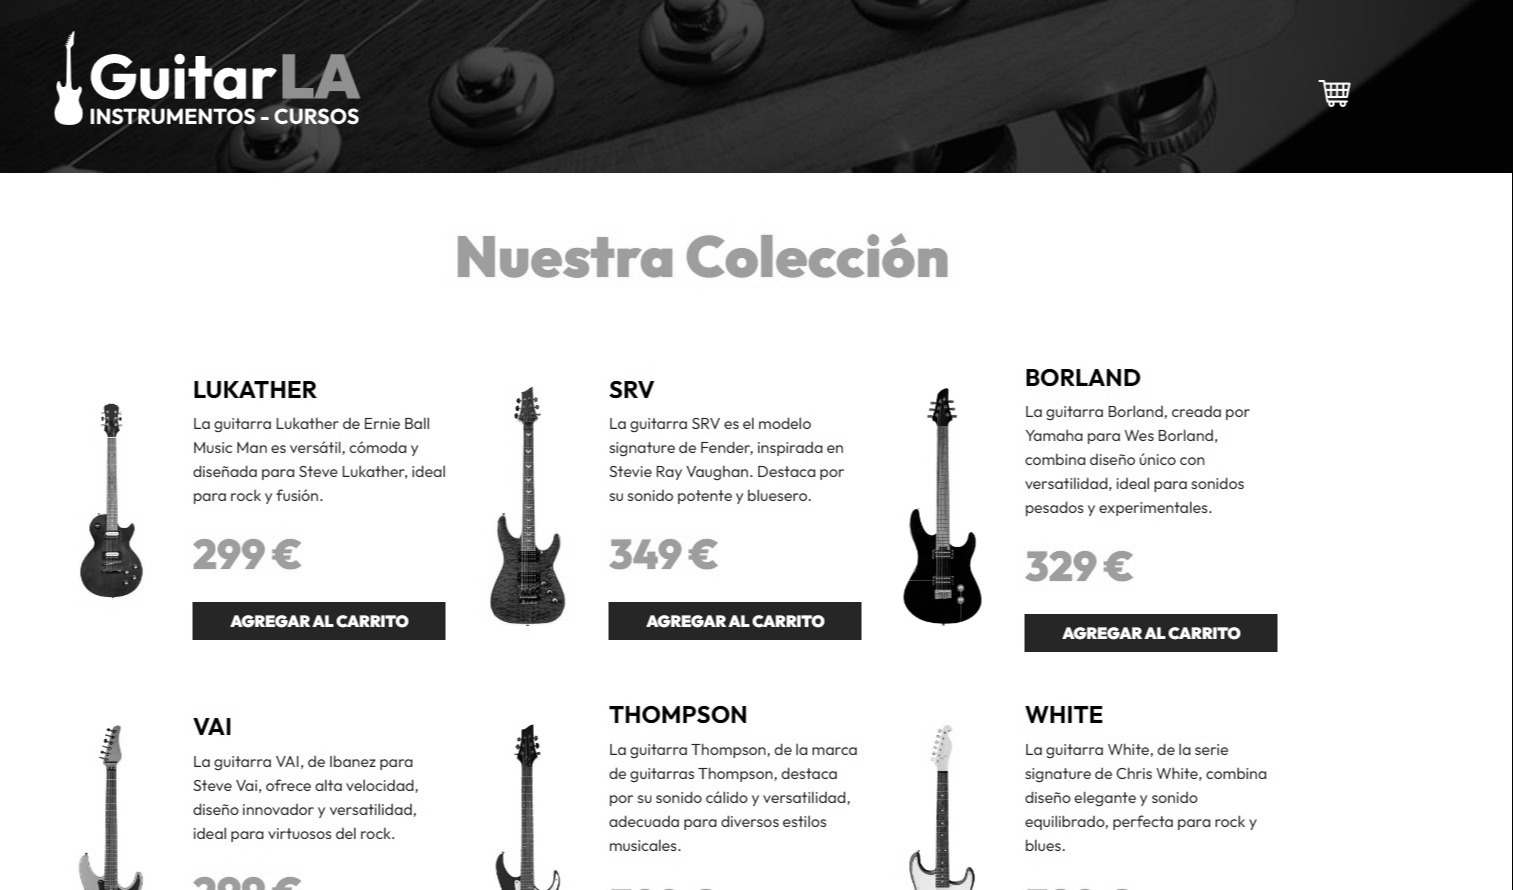 GuitarLA
INSTRUMENTOS - CURSOS
Nuestra Colección
LUKATHER
La guitarra Lukather de Ernie Ball
Music Man es versátil, cómoda y
diseñada para Steve Lukather, ideal
para rock y fusión.
299 €
AGREGAR AL CARRITO
SRV
La guitarra SRV es el modelo
signature de Fender, inspirada en
Stevie Ray Vaughan. Destaca por
su sonido potente y bluesero.
349 €
AGREGAR AL CARRITO
BORLAND
La guitarra Borland, creada por
Yamaha para Wes Borland,
combina diseño único con
versatilidad, ideal para sonidos
pesados y experimentales.
329 €
AGREGAR AL CARRITO
VAI
La guitarra VAI, de Ibanez para
Steve Vai, ofrece alta velocidad,
diseño innovador y versatilidad,
ideal para virtuosos del rock.
THOMPSON
La guitarra Thompson, de la marca
de guitarras Thompson, destaca
por su sonido cálido y versatilidad,
adecuada para diversos estilos
musicales.
WHITE
La guitarra White, de la serie
signature de Chris White, combina
diseño elegante y sonido
equilibrado, perfecta para rock y
blues.